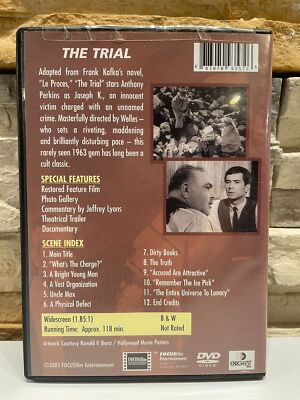 THE TRIAL
Adapted from Frank Kafka's novel,
"Le Proces," "The Trial" stars Anthony
Perkins as Joseph K., an innocent
victim charged with an unnamed
crime. Masterfully directed by Welles –
who sets a riveting, maddening
and brilliantly disturbing pace – this
rarely seen 1963 gem has long been a
cult classic.
SPECIAL FEATURES
Restored Feature Film
Photo Gallery
Commentary by Jeffrey Lyons
Theatrical Trailer
Documentary
SCENE INDEX
1. Main Title
2. "What's The Charge?"
3. A Bright Young Man
4. A Vast Organization
5. Uncle Max
6. A Physical Defect
7. Dirty Books
8. The Truth
9. "Accused Are Attractive"
10. "Remember The Ice Pick"
11. "The Entire Universe To Lunacy"
12. End Credits
Widescreen (1.85:1)
Running Time: Approx. 118 min.
B & W
Not Rated
Artwork Courtesy Ronald V. Borst / Hollywood Movie Posters
©2005 FOCUSfilm Entertainment
FOCUSfilm
Entertainment
DVD
VIDEO